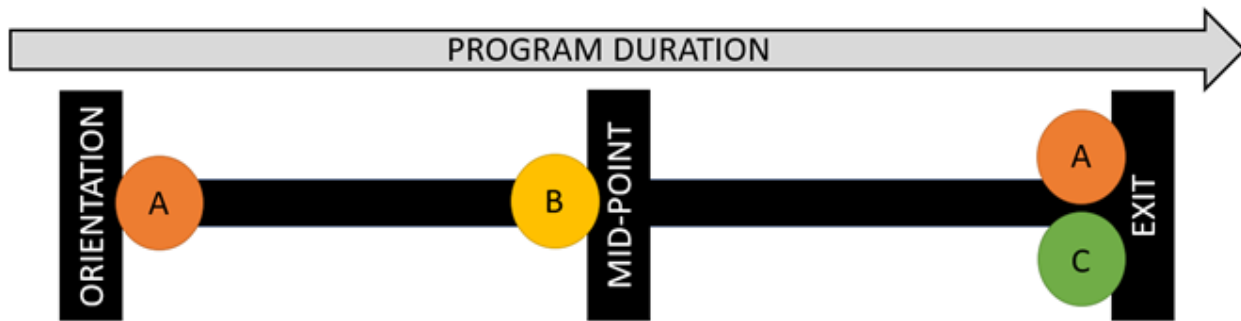 PROGRAM DURATION
ORIENTATION
A
B
MID-POINT
A
C
EXIT